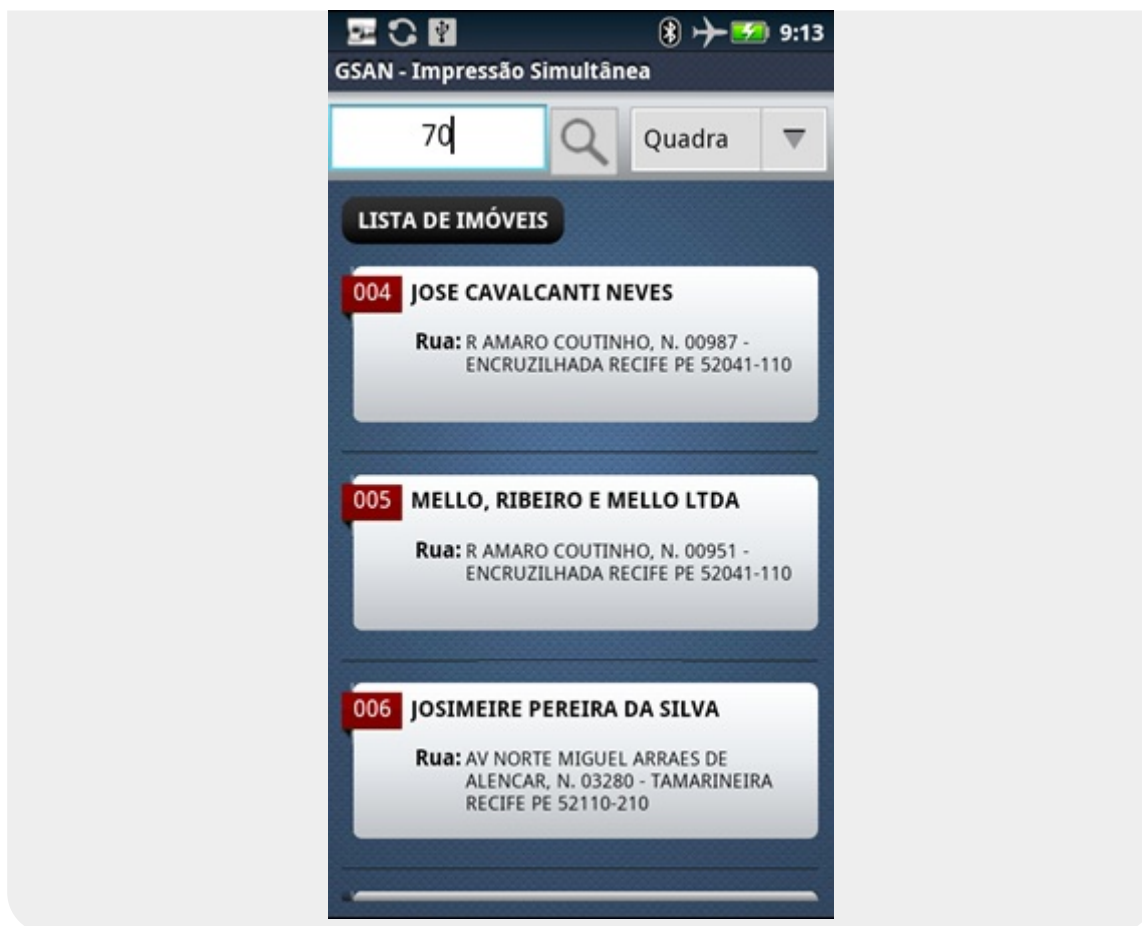 9:13
GSAN - Impressão Simultânea
70
Quadra
LISTA DE IMÓVEIS
004 JOSE CAVALCANTI NEVES
Rua: R AMARO COUTINHO, N. 00987 -
ENCRUZILHADA RECIFE PE 52041-110
005 MELLO, RIBEIRO E MELLO LTDA
Rua: R AMARO COUTINHO, N. 00951 -
ENCRUZILHADA RECIFE PE 52041-110
006 JOSIMEIRE PEREIRA DA SILVA
Rua: AV NORTE MIGUEL ARRAES DE
ALENCAR, N. 03280 - TAMARINEIRA
RECIFE PE 52110-210